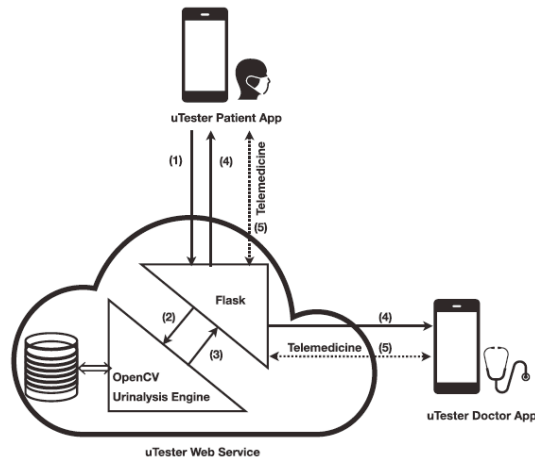 uTester Patient App
(1)
(4)
Telemedicine
(5)
Flask
(2)
(3)
(4)
Telemedicine
(5)
OpenCV
Urinalysis Engine
uTester Doctor App
uTester Web Service